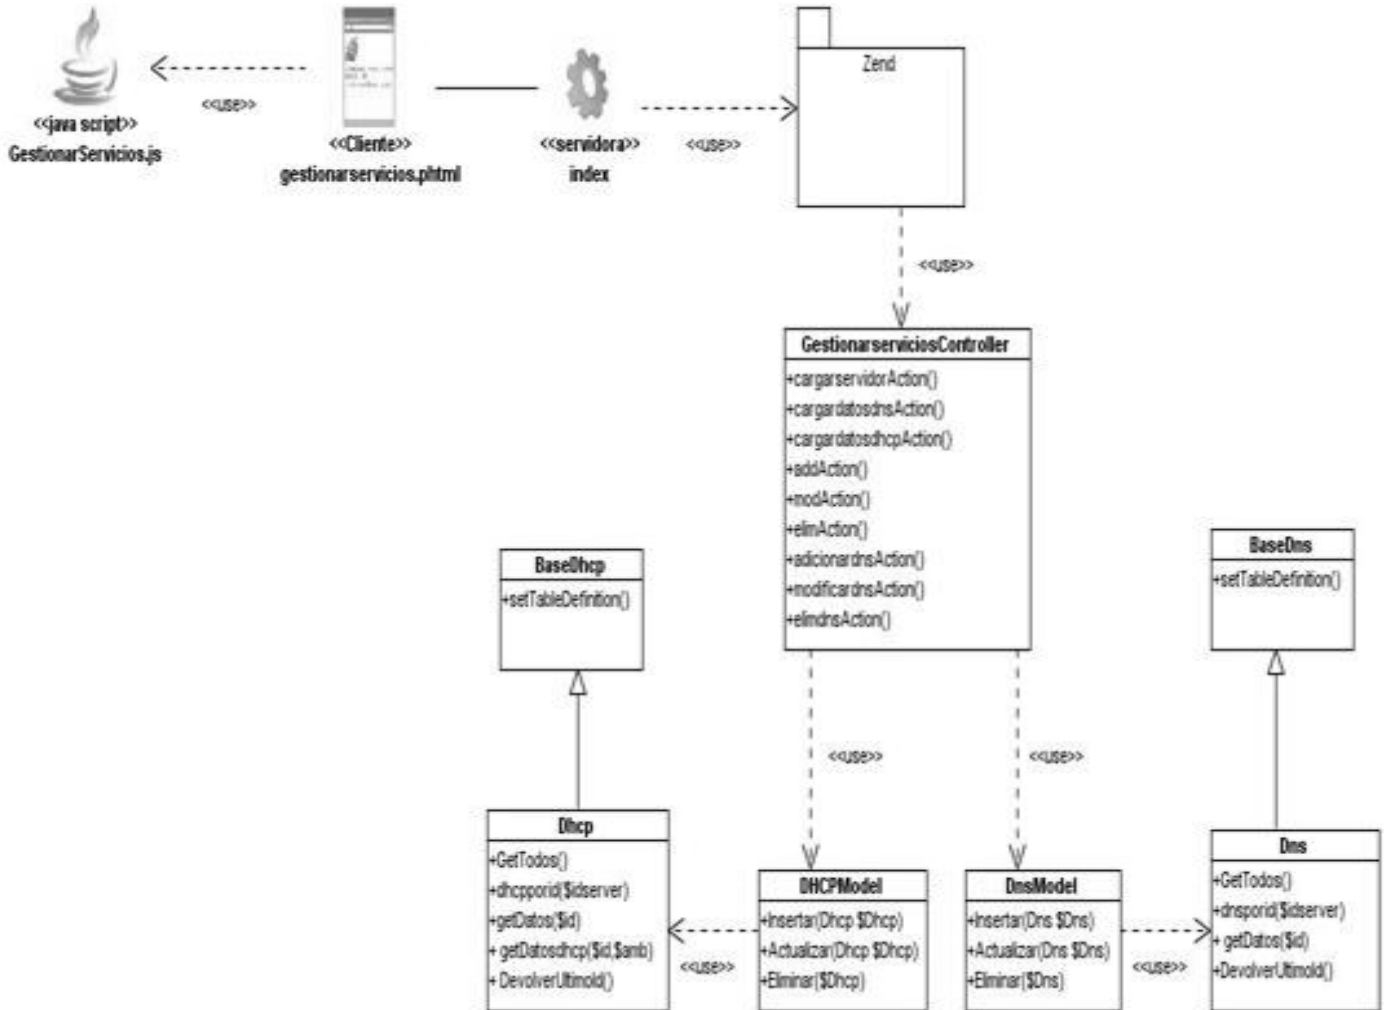 Zend
<<use>>
<<java script>>
GestionarServicios.js
<<Cliente>>
gestionarservicios.phtml
<<servidora>>
index
<<use>>
<<use>>
GestionarserviciosController
+cargarservidorAction()
+cargardatosdnsAction()
+cargardatosdhcpAction()
+addAction()
+modAction()
+elimAction()
+adicionardnsAction()
+modificardnsAction()
+elimdnsAction()
BaseDhcp
+setTableDefinition()
BaseDns
+setTableDefinition()
<<use>>
<<use>>
Dhcp
+GetTodos()
+dhcpporid($idserver)
+getDatos($id)
+ getDatosdhcp($id,$amb)
+ DevolverUltimoId()
<<use>>
DHCPModel
+Insertar(Dhcp $Dhcp)
+Actualizar(Dhcp $Dhcp)
+Eliminar($Dhcp)
DnsModel
+Insertar(Dns $Dns)
+Actualizar(Dns $Dns)
+Eliminar($Dns)
<<use>>
Dns
+GetTodos()
+dnsporid($idserver)
+ getDatos($id)
+DevolverUltimoId()